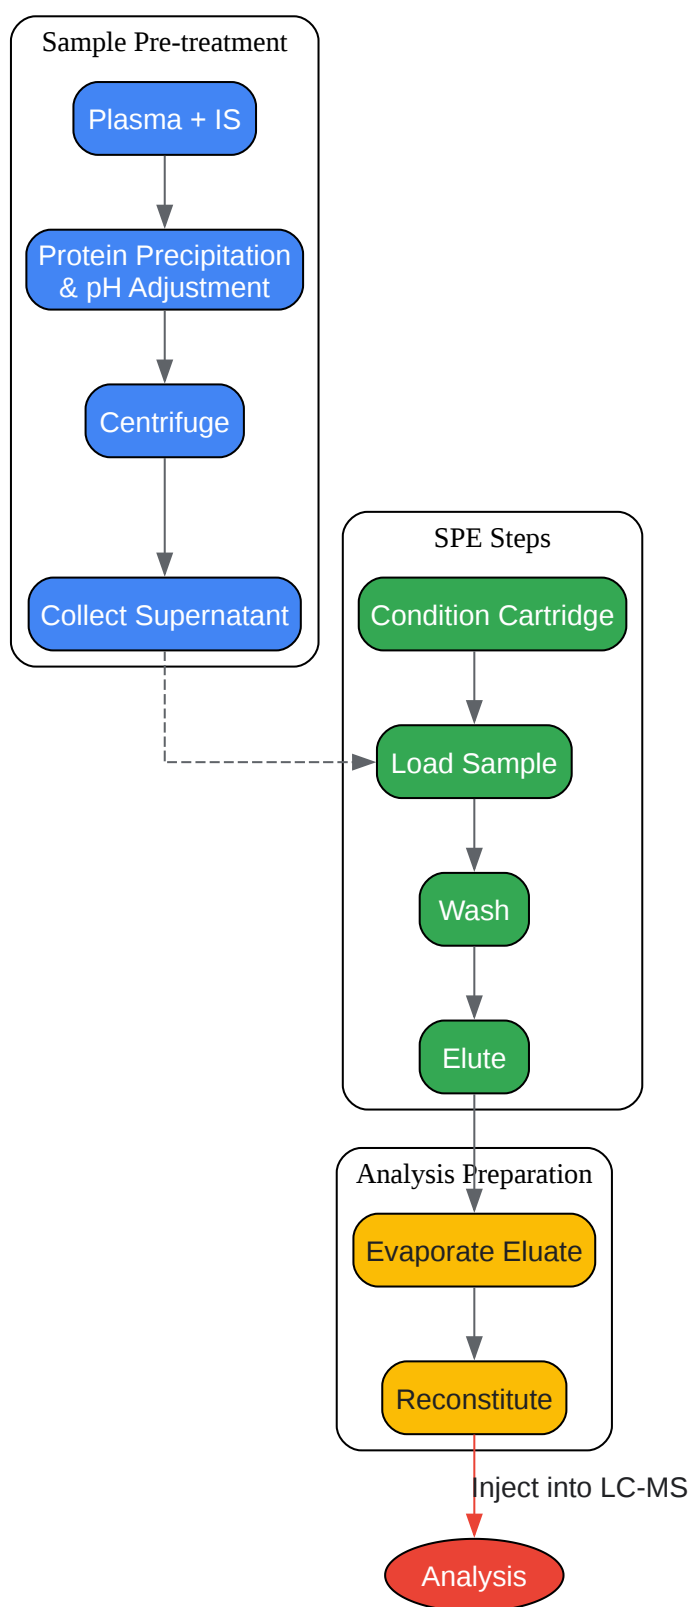 Sample Pre-treatment
Plasma + IS
Protein Precipitation
& pH Adjustment
Centrifuge
Collect Supernatant
SPE Steps
Condition Cartridge
Load Sample
Wash
Elute
Analysis Preparation
Evaporate Eluate
Reconstitute
Inject into LC-MS
Analysis